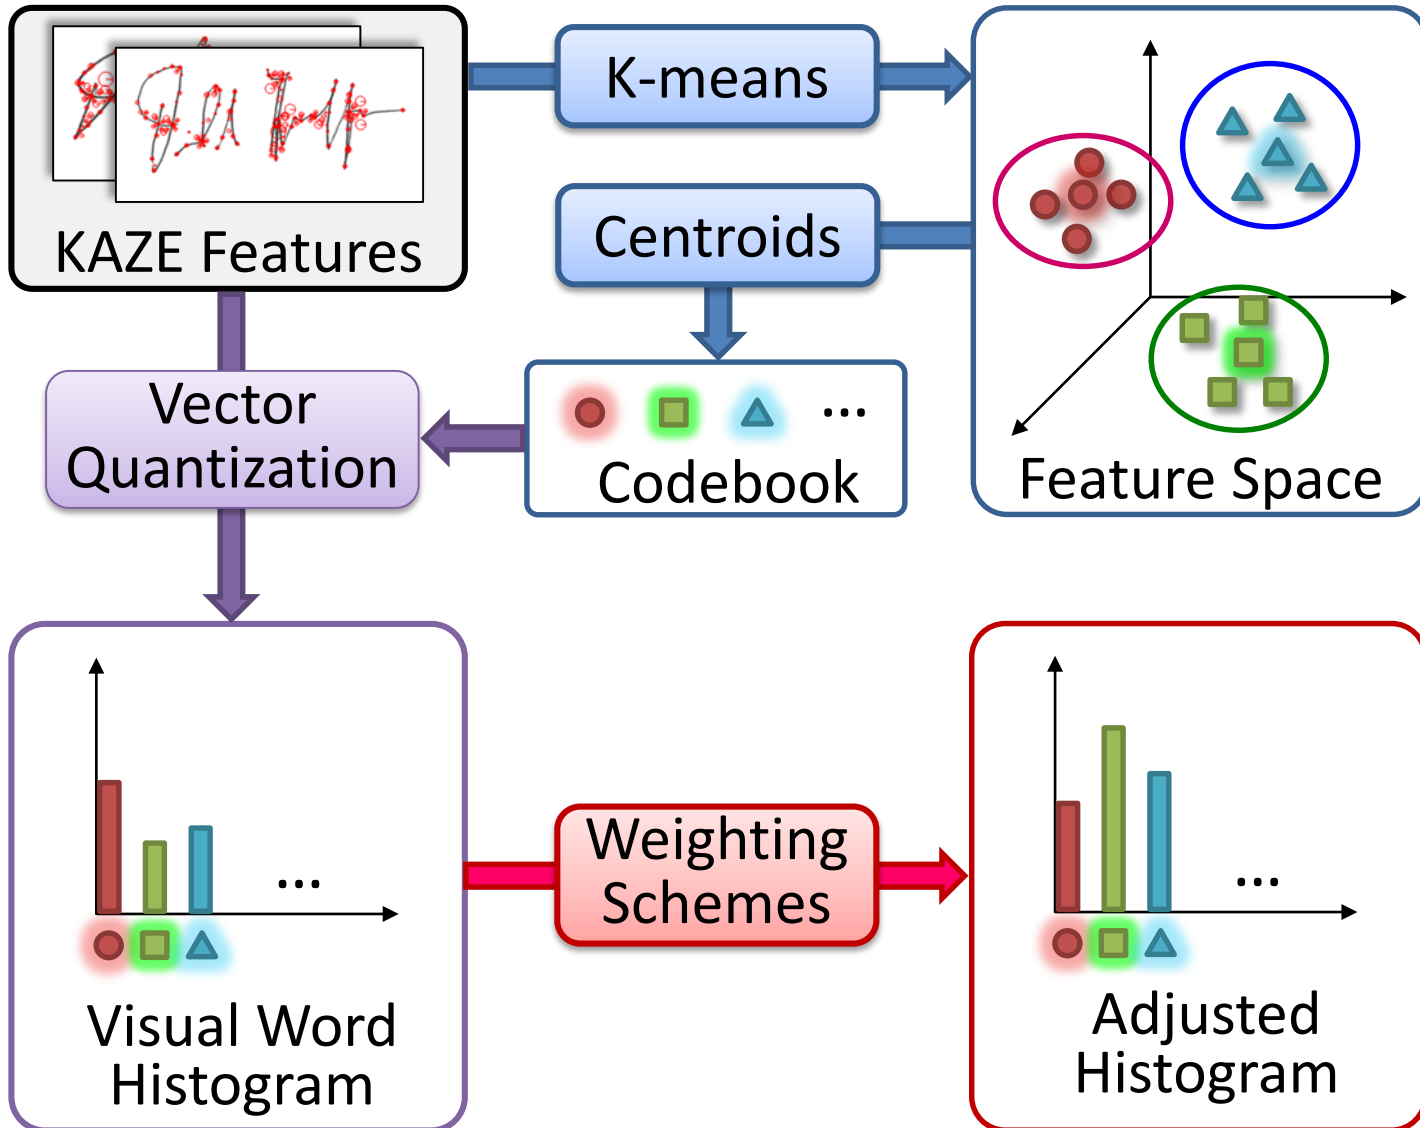 K-means
Centroids
KAZE Features
Vector
Quantization
...
Codebook
Feature Space
...
Visual Word
Histogram
Weighting
Schemes
...
Adjusted
Histogram